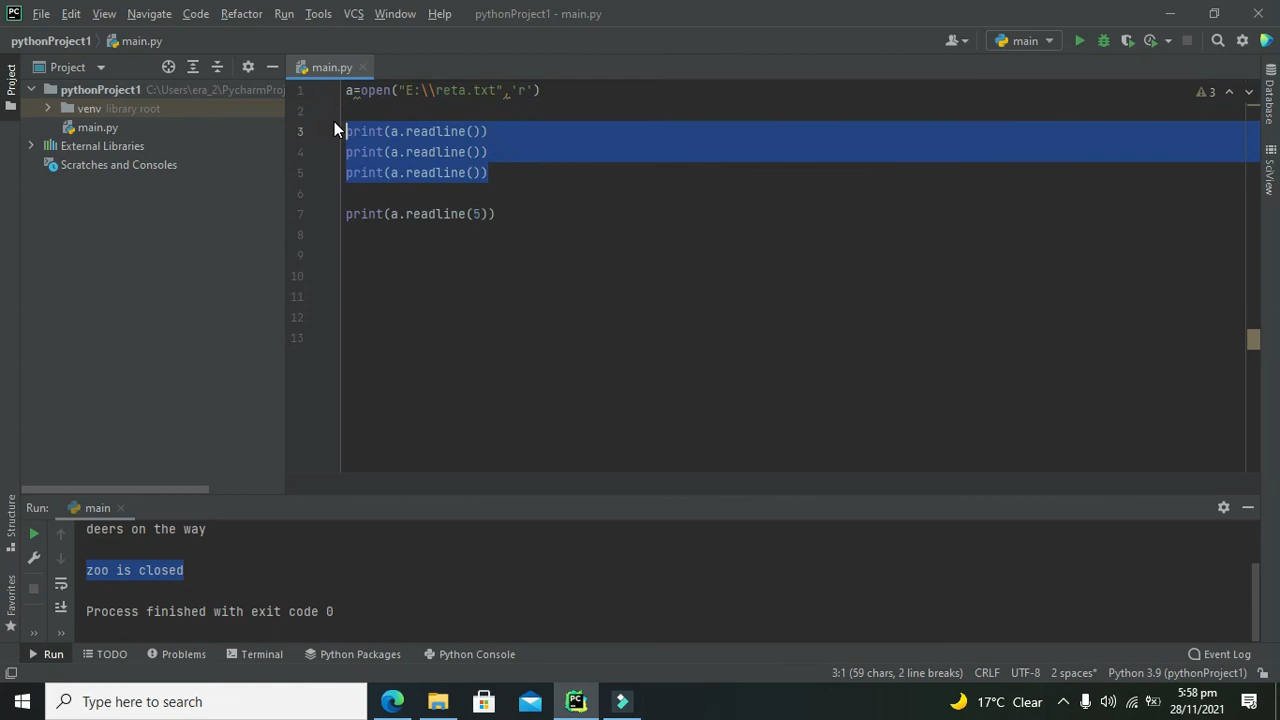 File Edit View Navigate Code Refactor Run Tools VCS Window Help pythonProject1 - main.py
pythonProject1 main.py main
Project main.py
pythonProject1 C:\Users\era_2\PycharmProj
venv library root
main.py
External Libraries
Scratches and Consoles
Project
Structure
Favorites
Database
SciView
1 a=open("E:\\reta.txt",'r') 3
2
3 print(a.readline())
4 print(a.readline())
5 print(a.readline())
6
7 print(a.readline(5))
8
9
10
11
12
13
Run: main
deers on the way
zoo is closed
Process finished with exit code 0
Run TODO Problems Terminal Python Packages Python Console Event Log
3:1 (59 chars, 2 line breaks) CRLF UTF-8 2 spaces* Python 3.9 (pythonProject1)
Type here to search 17°C Clear 5:58 pm
28/11/2021